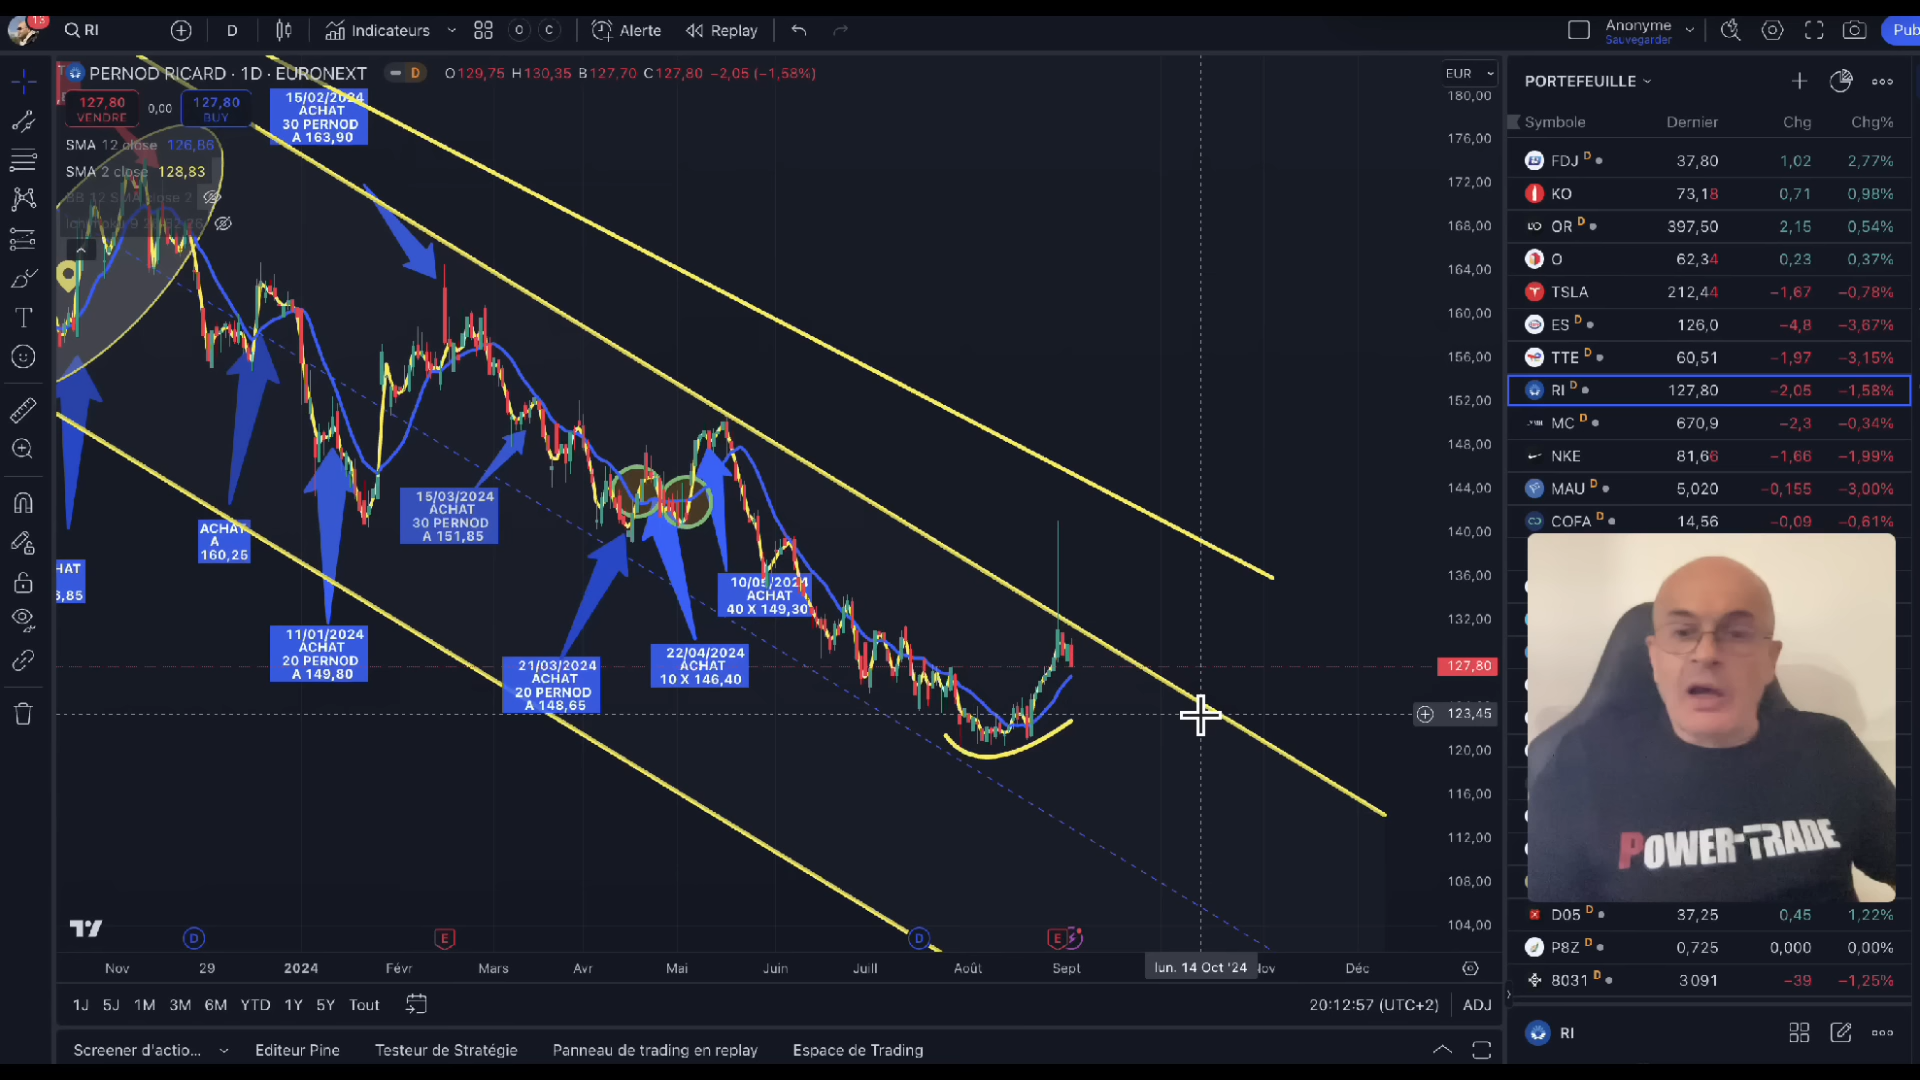 13
RI
D
Indicateurs
O
C
Alerte
Replay
Anonyme
Sauvegarder
Pub
PERNOD RICARD · 1D · EURONEXT
D
O129,75 H130,35 B127,70 C127,80 −2,05 (−1,58%)
127,80
VENDRE
0,00
127,80
BUY
SMA 12 close 126,86
SMA 2 close 128,83
BB 12 SMA close 2
15/02/2024
ACHAT
30 PERNOD
A 163,90
HAT
6,85
ACHAT
A
160,25
11/01/2024
ACHAT
20 PERNOD
A 149,80
15/03/2024
ACHAT
30 PERNOD
A 151,85
21/03/2024
ACHAT
20 PERNOD
A 148,65
22/04/2024
ACHAT
10 X 146,40
ACHAT
40 X 149,30
EUR
180,00
176,00
172,00
168,00
164,00
160,00
156,00
152,00
148,00
144,00
140,00
136,00
132,00
127,80
123,45
120,00
116,00
112,00
108,00
104,00
D
E
D
E
Nov
29
2024
Févr
Mars
Avr
Mai
Juin
Juill
Août
Sept
lun. 14 Oct '24
ov
Déc
1J 5J 1M 3M 6M YTD 1Y 5Y Tout
20:12:57 (UTC+2)
ADJ
Screener d'actio...
Editeur Pine
Testeur de Stratégie
Panneau de trading en replay
Espace de Trading
PORTEFEUILLE
Symbole Dernier Chg Chg%
FDJ D 37,80 1,02 2,77%
KO 73,18 0,71 0,98%
OR D 397,50 2,15 0,54%
O 62,34 0,23 0,37%
TSLA 212,44 −1,67 −0,78%
ES D 126,0 −4,8 −3,67%
TTE D 60,51 −1,97 −3,15%
RI D 127,80 −2,05 −1,58%
MC D 670,9 −2,3 −0,34%
NKE 81,66 −1,66 −1,99%
MAU D 5,020 −0,155 −3,00%
COFA D 14,56 −0,09 −0,61%
POWER-TRADE
D05 D 37,25 0,45 1,22%
P8Z D 0,725 0,000 0,00%
8031 D 3 091 −39 −1,25%
RI